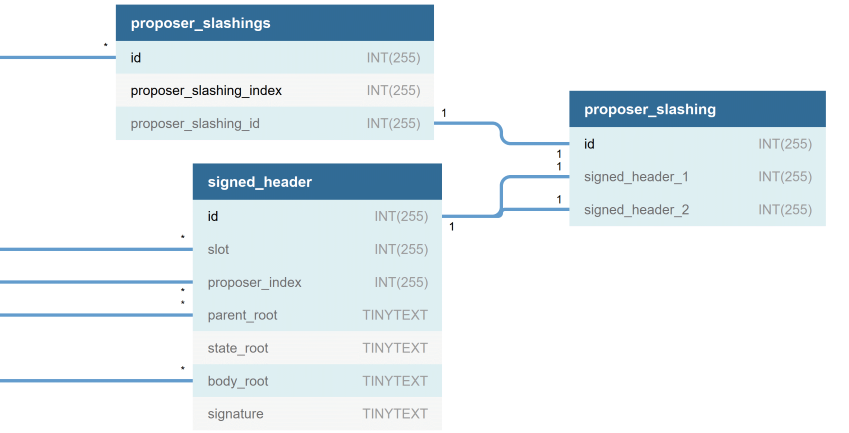 proposer_slashings
*
id INT(255)
proposer_slashing_index INT(255)
proposer_slashing_id INT(255)
1
proposer_slashing
id INT(255)
1
1
signed_header_1 INT(255)
1
signed_header_2 INT(255)
signed_header
id INT(255)
1
*
slot INT(255)
proposer_index INT(255)
*
*
parent_root TINYTEXT
state_root TINYTEXT
*
body_root TINYTEXT
signature TINYTEXT